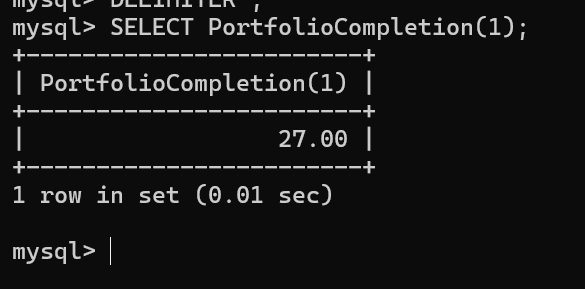 mysql> DELIMITER ;
mysql> SELECT PortfolioCompletion(1);
+------------------------+
| PortfolioCompletion(1) |
+------------------------+
|                  27.00 |
+------------------------+
1 row in set (0.01 sec)
mysql>